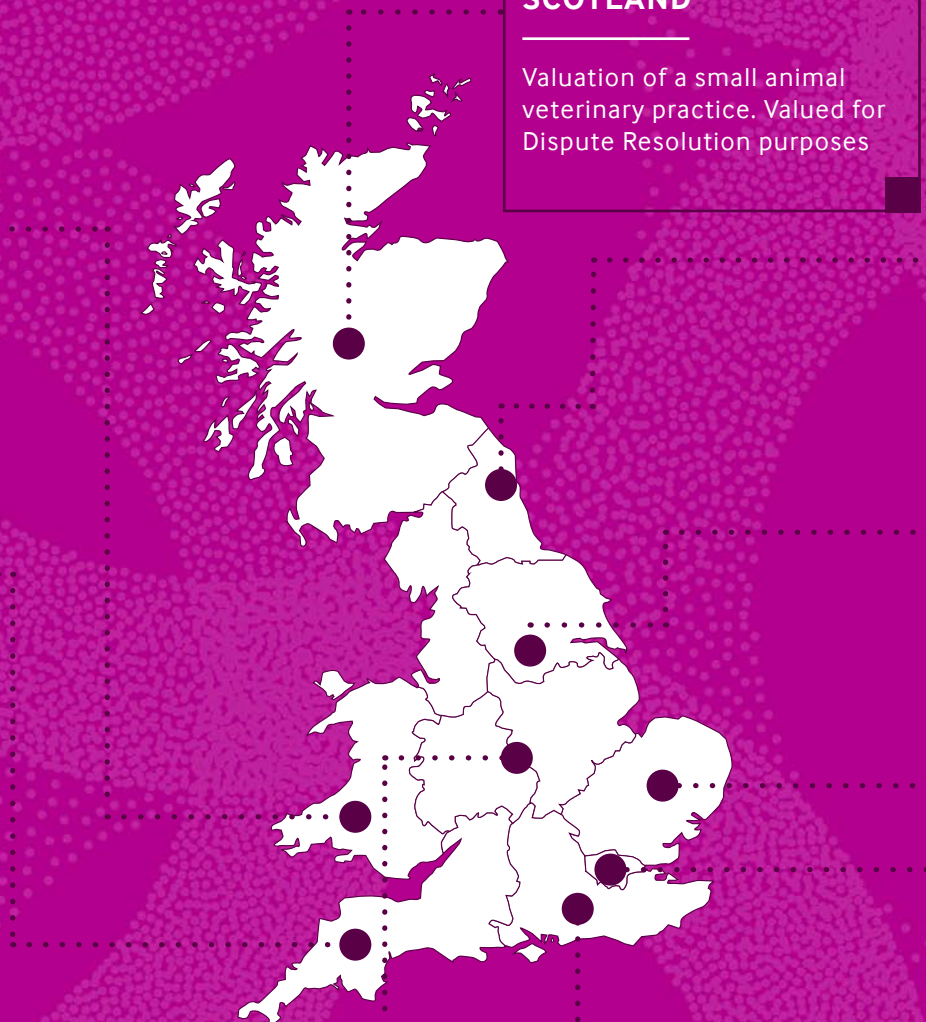 SCOTLAND
Valuation of a small animal
veterinary practice. Valued for
Dispute Resolution purposes